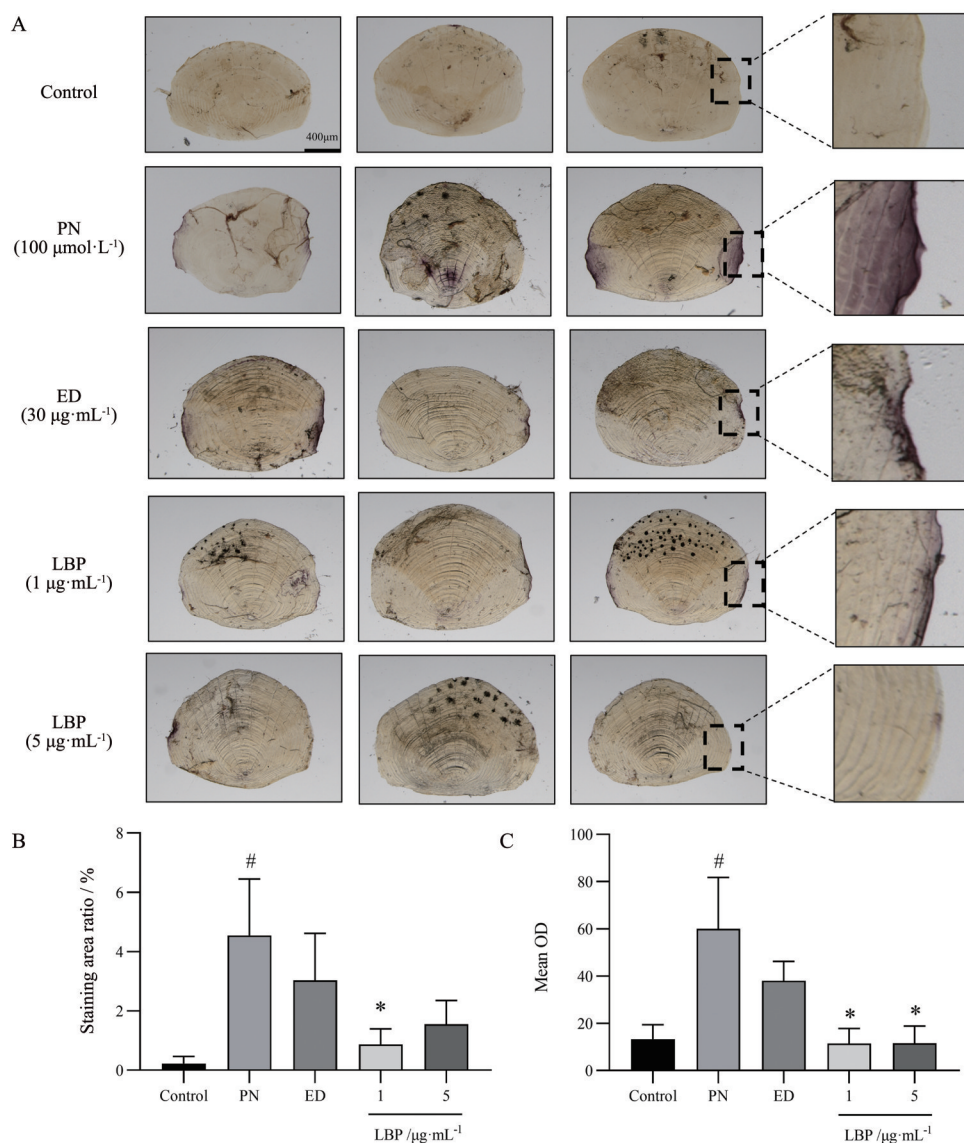 A
Control
400μm
PN
(100 μmol·L⁻¹)
ED
(30 μg·mL⁻¹)
LBP
(1 μg·mL⁻¹)
LBP
(5 μg·mL⁻¹)
B
Staining area ratio / %
8
6
4
2
0
#
*
Control PN ED 1 5
LBP /μg·mL⁻¹
C
Mean OD
100
80
60
40
20
0
#
* *
Control PN ED 1 5
LBP /μg·mL⁻¹